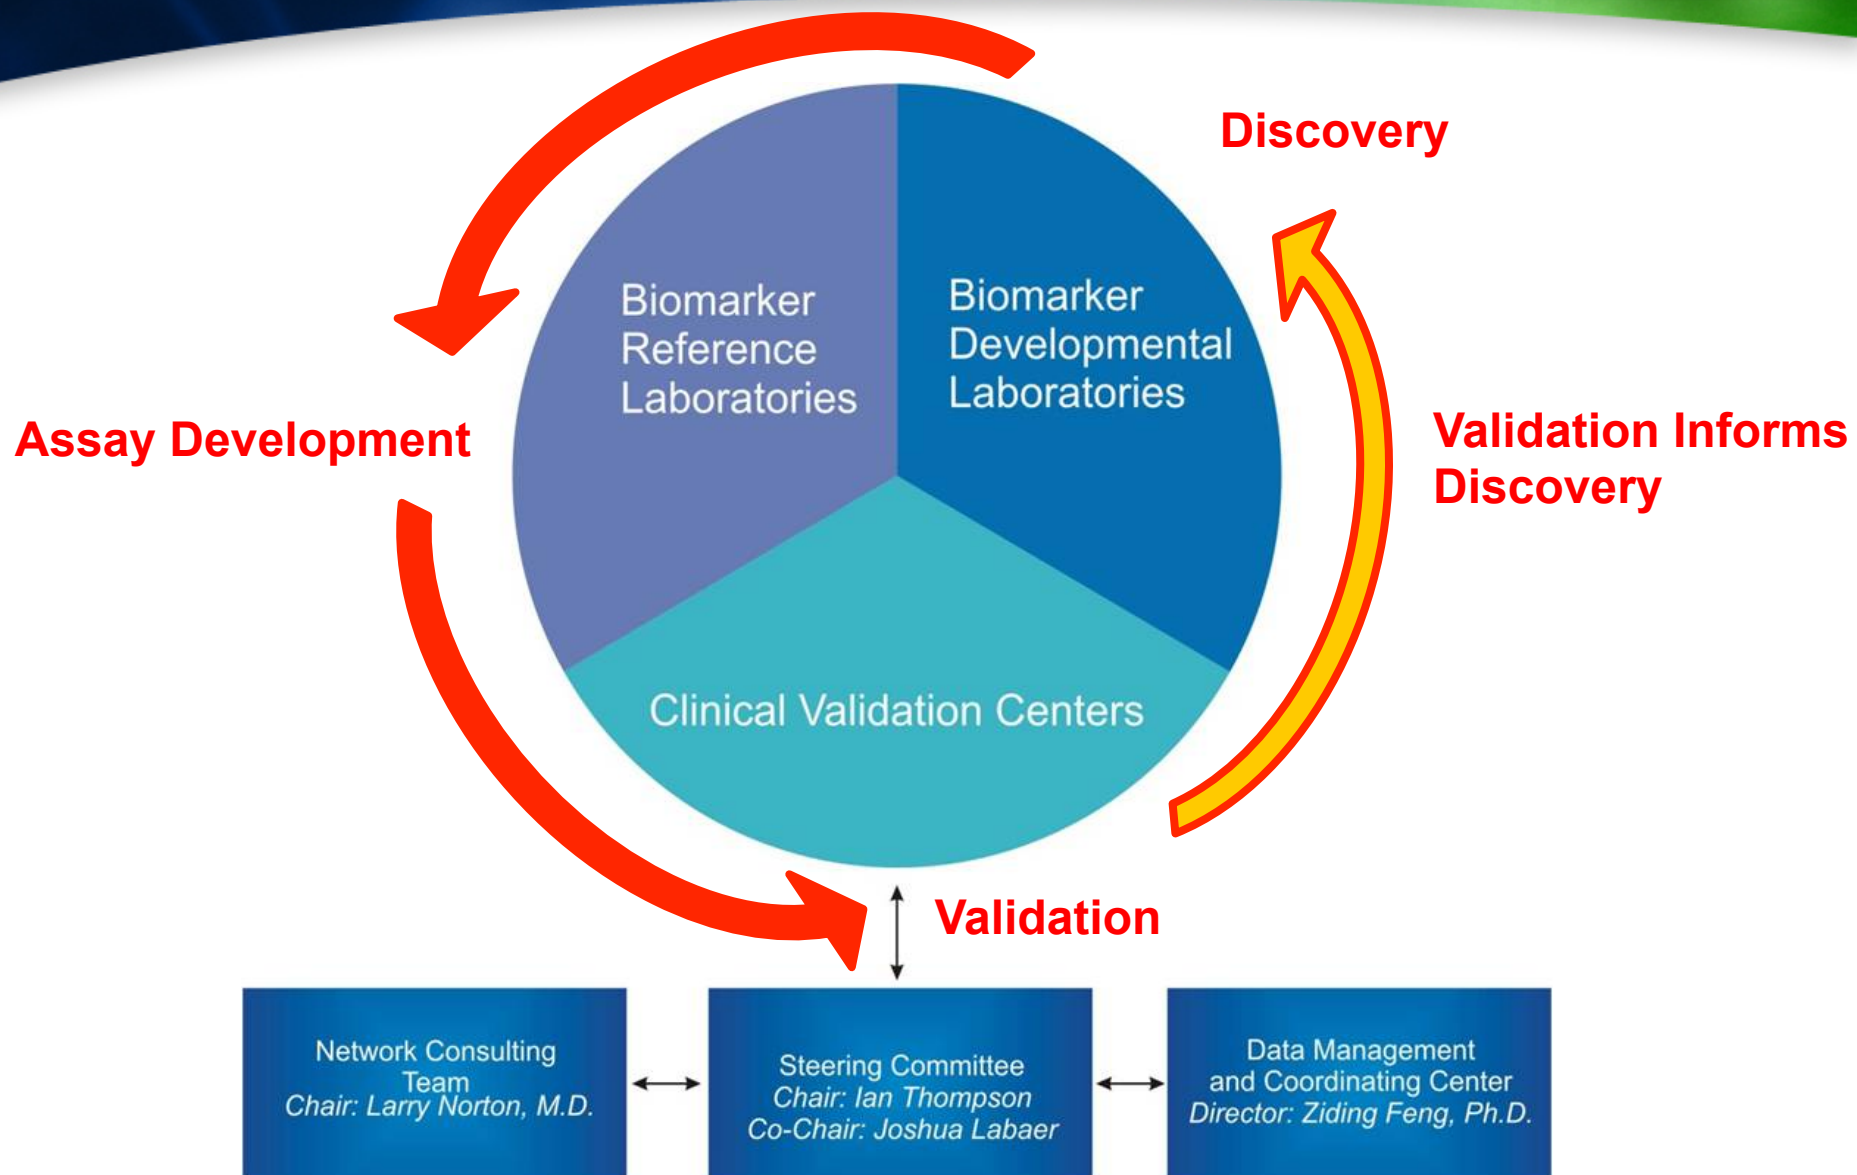 Discovery
Biomarker
Reference
Laboratories
Biomarker
Developmental
Laboratories
Assay Development
Validation Informs
Discovery
Clinical Validation Centers
Validation
Network Consulting
Team
Chair: Larry Norton, M.D.
Steering Committee
Chair: Ian Thompson
Co-Chair: Joshua Labaer
Data Management
and Coordinating Center
Director: Ziding Feng, Ph.D.